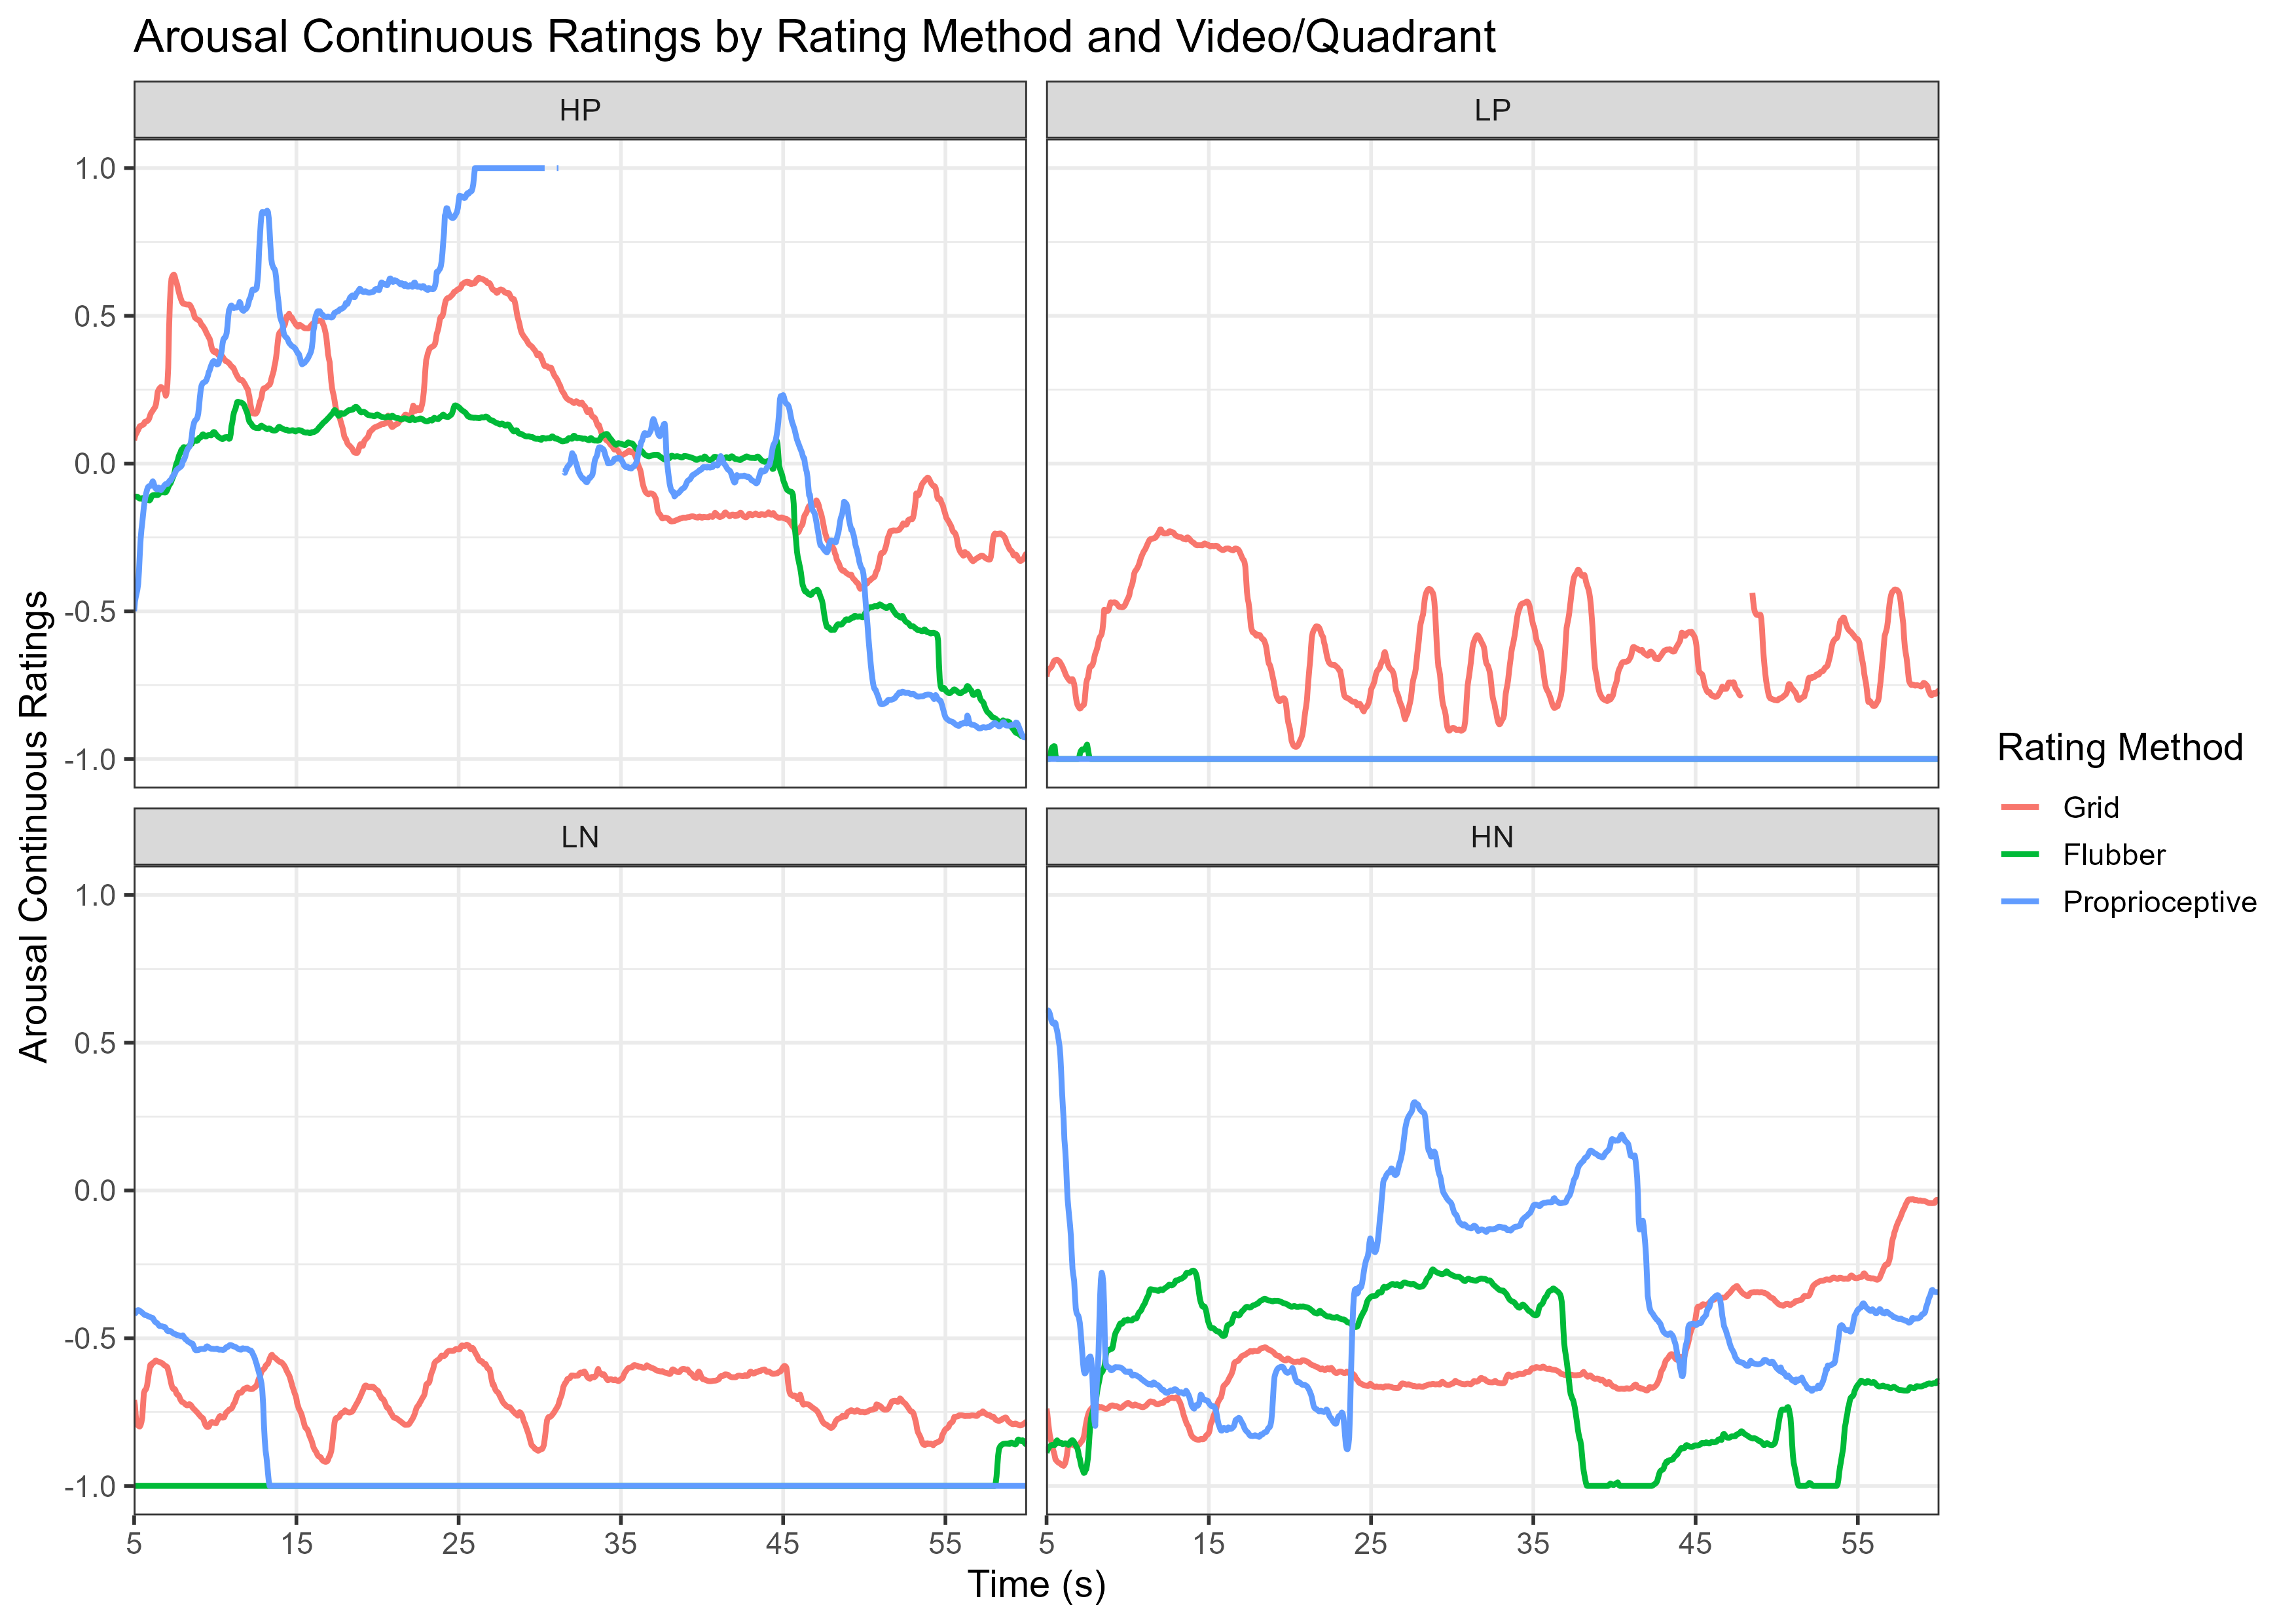 Arousal Continuous Ratings by Rating Method and Video/Quadrant
HP
LP
1.0
0.5
0.0
-0.5
-1.0
LN
HN
1.0
0.5
0.0
-0.5
-1.0
5 15 25 35 45 55
5 15 25 35 45 55
Time (s)
Arousal Continuous Ratings
Rating Method
Grid
Flubber
Proprioceptive